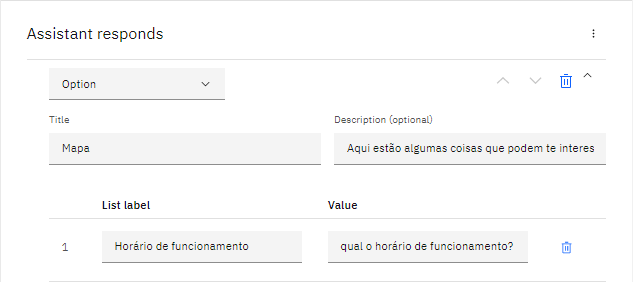 Assistant responds
Option
Title Description (optional)
Mapa Aqui estão algumas coisas que podem te interes
List label Value
1 Horário de funcionamento qual o horário de funcionamento?